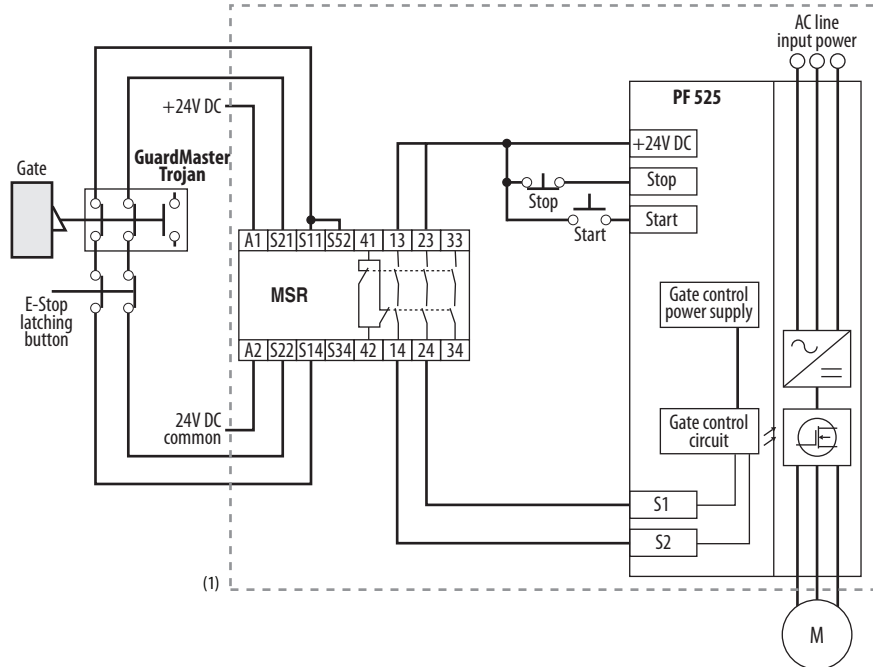 AC line
input power
PF 525
+24V DC
+24V DC
GuardMaster
Trojan
Gate
Stop
Stop
Start
Start
A1 S21 S11 S52 41 13 23 33
MSR
Gate control
power supply
E-Stop
latching
button
A2 S22 S14 S34 42 14 24 34
24V DC
common
Gate control
circuit
S1
S2
(1)
M